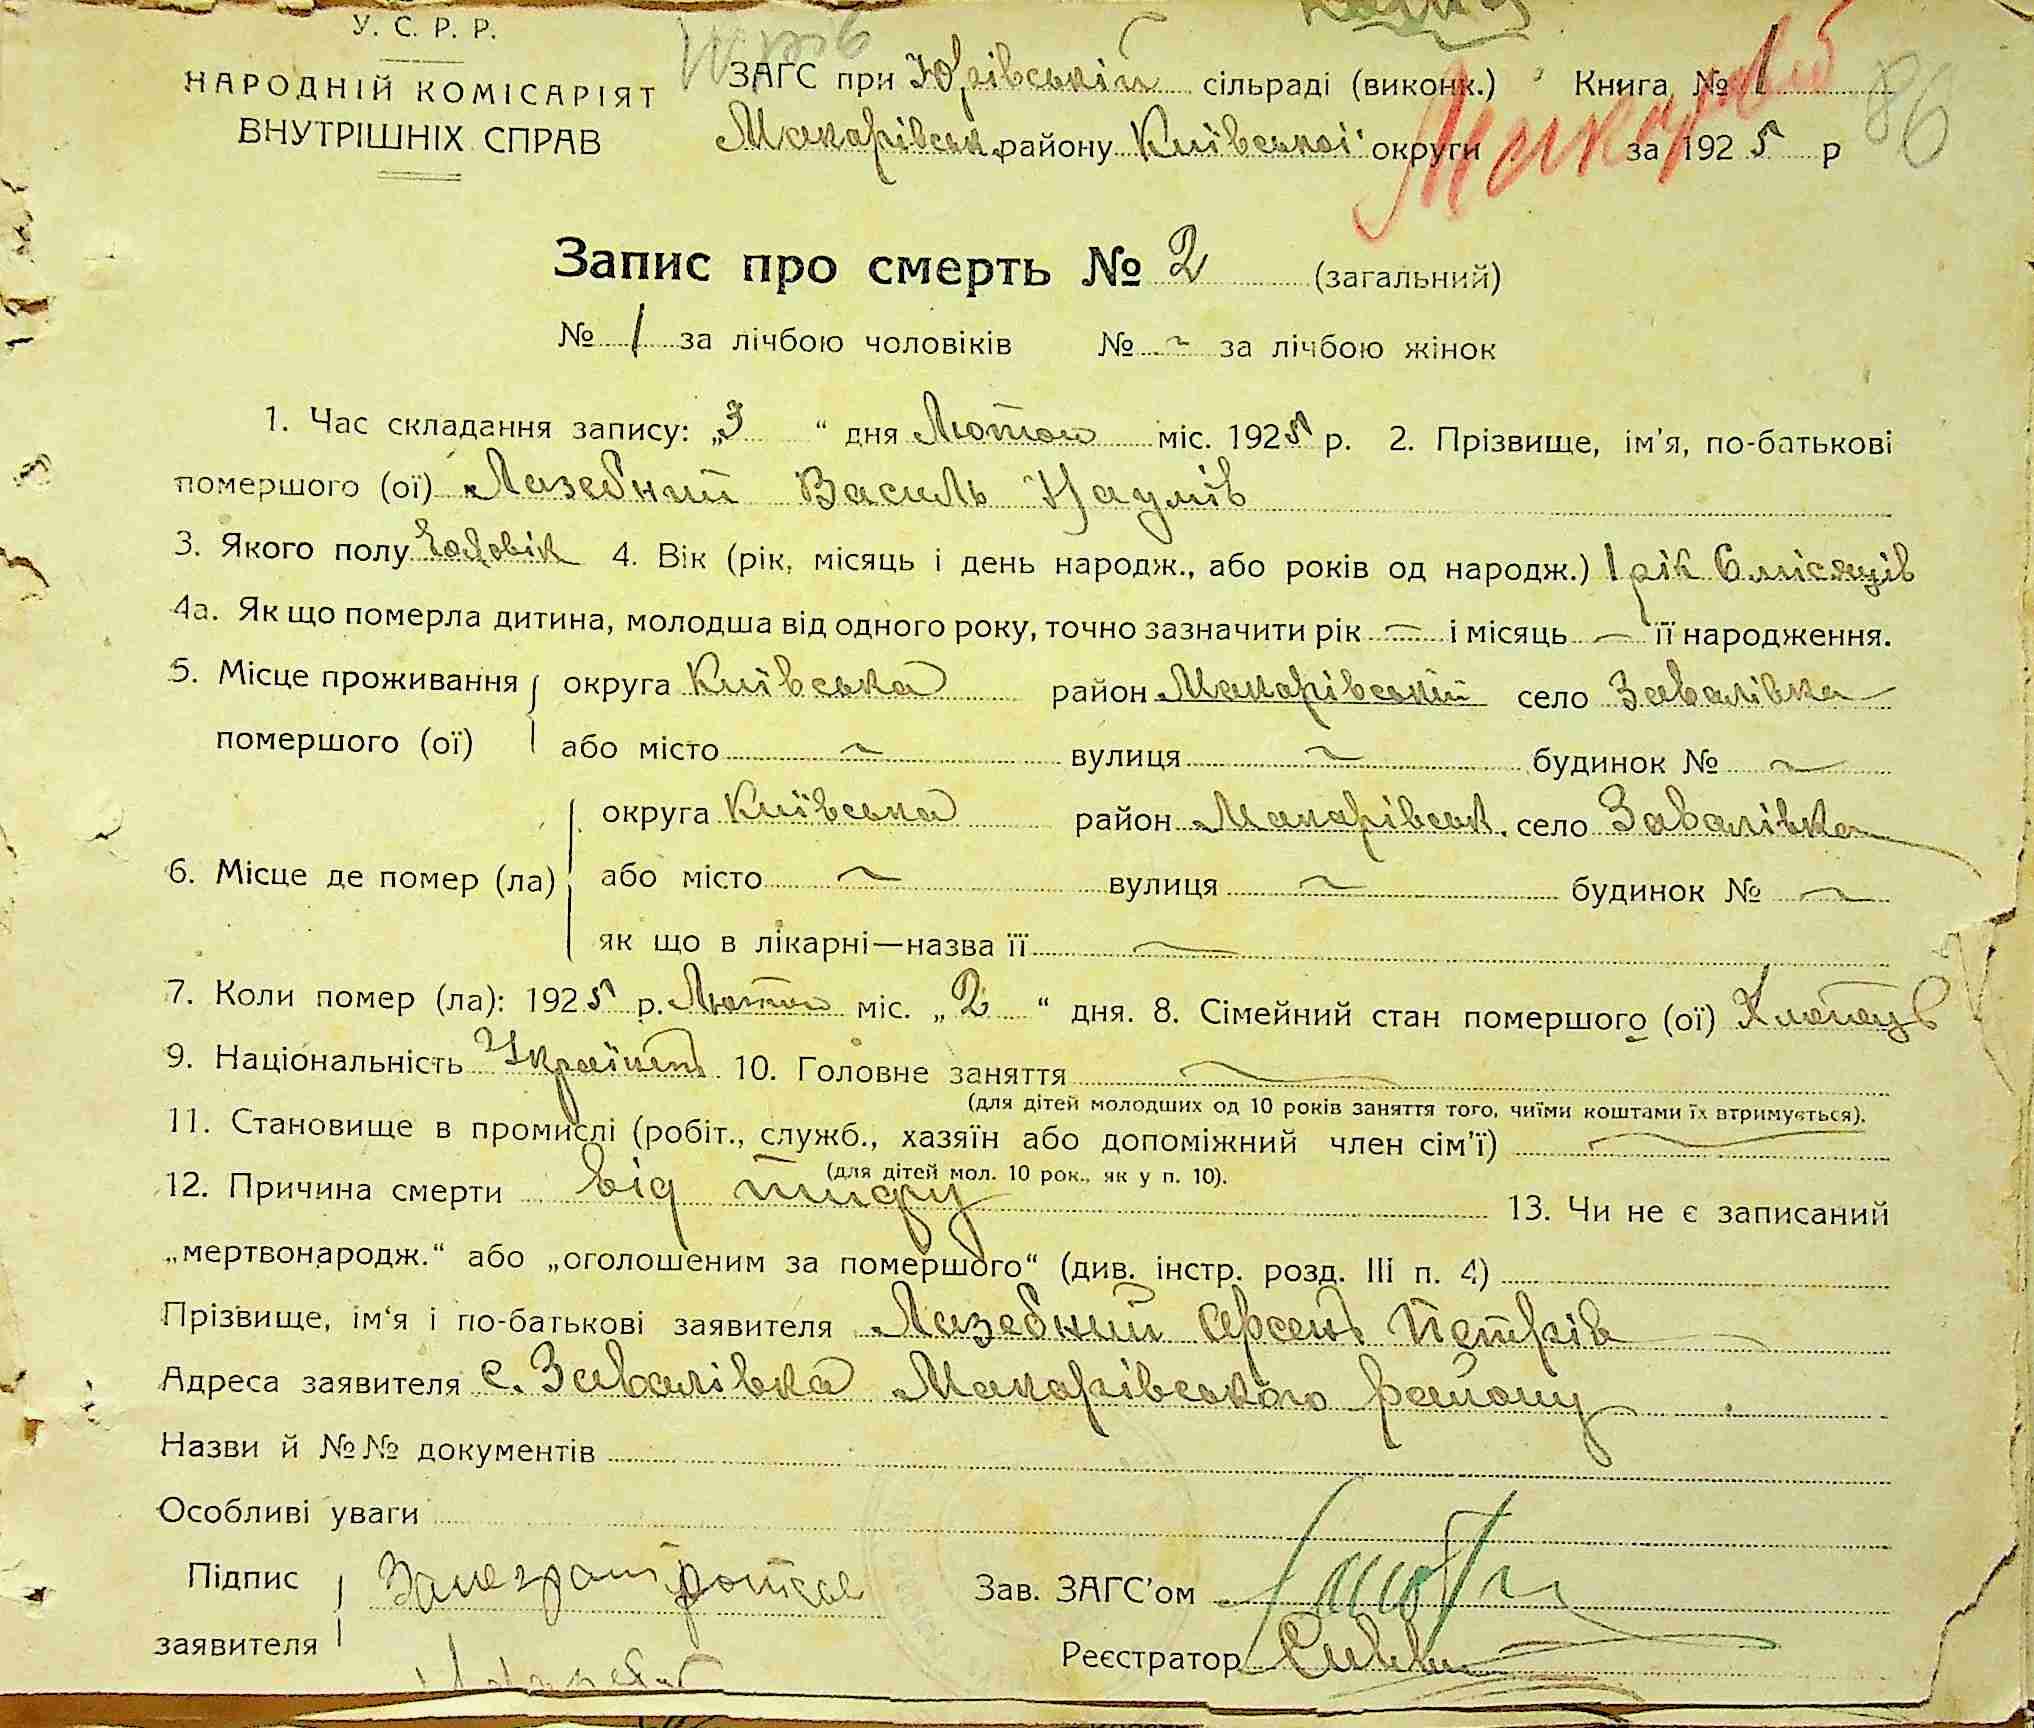 У. С. Р. Р.
НАРОДНІЙ КОМІСАРІЯТ
ВНУТРІШНІХ СПРАВ
ЗАГС при Юрівській сільраді (виконк.) Книга № 1
Макарівськ. району Київської округи за 1925 р
Макарів
86
Запис про смерть № 2 (загальний)
№ 1 за лічбою чоловіків № ~ за лічбою жінок
1. Час складання запису: „3“ дня Лютого міс. 1925 р. 2. Прізвище, ім'я, по-батькові
помершого (ої) Лазебний Василь Наумів
3. Якого полу Чоловік 4. Вік (рік, місяць і день народж., або років од народж.) 1 рік 6 місяців
4а. Як що померла дитина, молодша від одного року, точно зазначити рік — і місяць — її народження.
5. Місце проживання помершого (ої) округа Київська район Макарівський село Завалівка
або місто ~ вулиця ~ будинок № ~
6. Місце де помер (ла) округа Київська район Макарівськ. село Завалівка
або місто ~ вулиця ~ будинок № ~
як що в лікарні—назва її ~
7. Коли помер (ла): 1925 р. Лютого міс. „2“ дня. 8. Сімейний стан помершого (ої) Хлопець
9. Національність Українец 10. Головне заняття ~
(для дітей молодших од 10 років заняття того, чиїми коштами їх втримується).
11. Становище в промислі (робіт., служб., хазяїн або допоміжний член сім'ї) ~
(для дітей мол. 10 рок., як у п. 10).
12. Причина смерти від тифу 13. Чи не є записаний
„мертвонародж.“ або „оголошеним за помершого“ (див. інстр. розд. III п. 4)
Прізвище, ім'я і по-батькові заявителя Лазебний Арсень Петрів
Адреса заявителя с. Завалівка Макарівського району
Назви й №№ документів
Особливі уваги
Підпис заявителя
Зав. ЗАГС'ом
Реєстратор